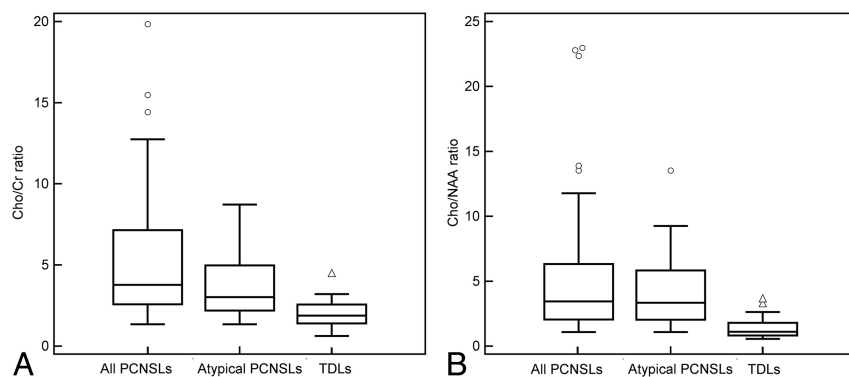 20
15
10
5
0
Cho/Cr ratio
All PCNSLs Atypical PCNSLs TDLs
A
25
20
15
10
5
0
Cho/NAA ratio
All PCNSLs Atypical PCNSLs TDLs
B